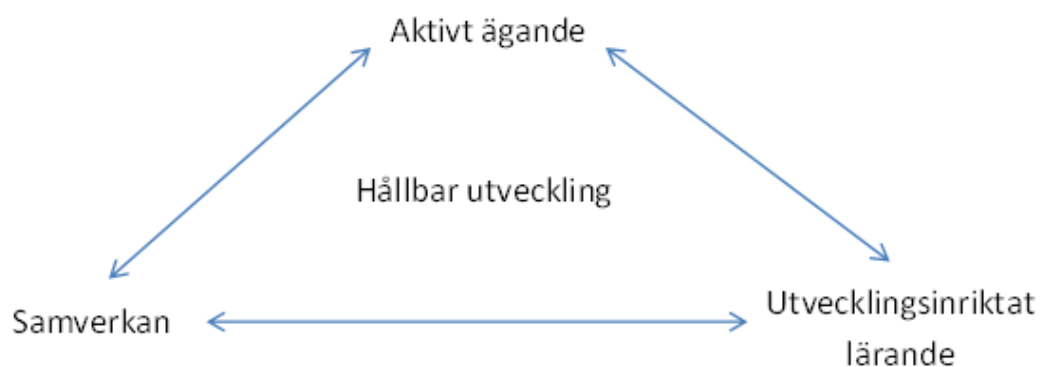 Aktivt ägande
Hållbar utveckling
Samverkan
Utvecklingsinriktat
lärande